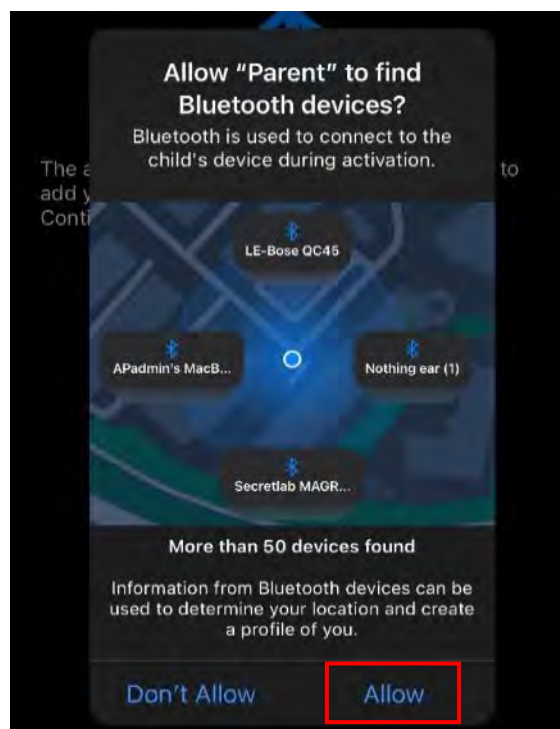 Allow “Parent” to find
Bluetooth devices?
Bluetooth is used to connect to the
child's device during activation.
The
to
add
Conti
LE-Bose QC45
APadmin's MacB...
Nothing ear (1)
Secretlab MAGR...
More than 50 devices found
Information from Bluetooth devices can be
used to determine your location and create
a profile of you.
Don't Allow
Allow